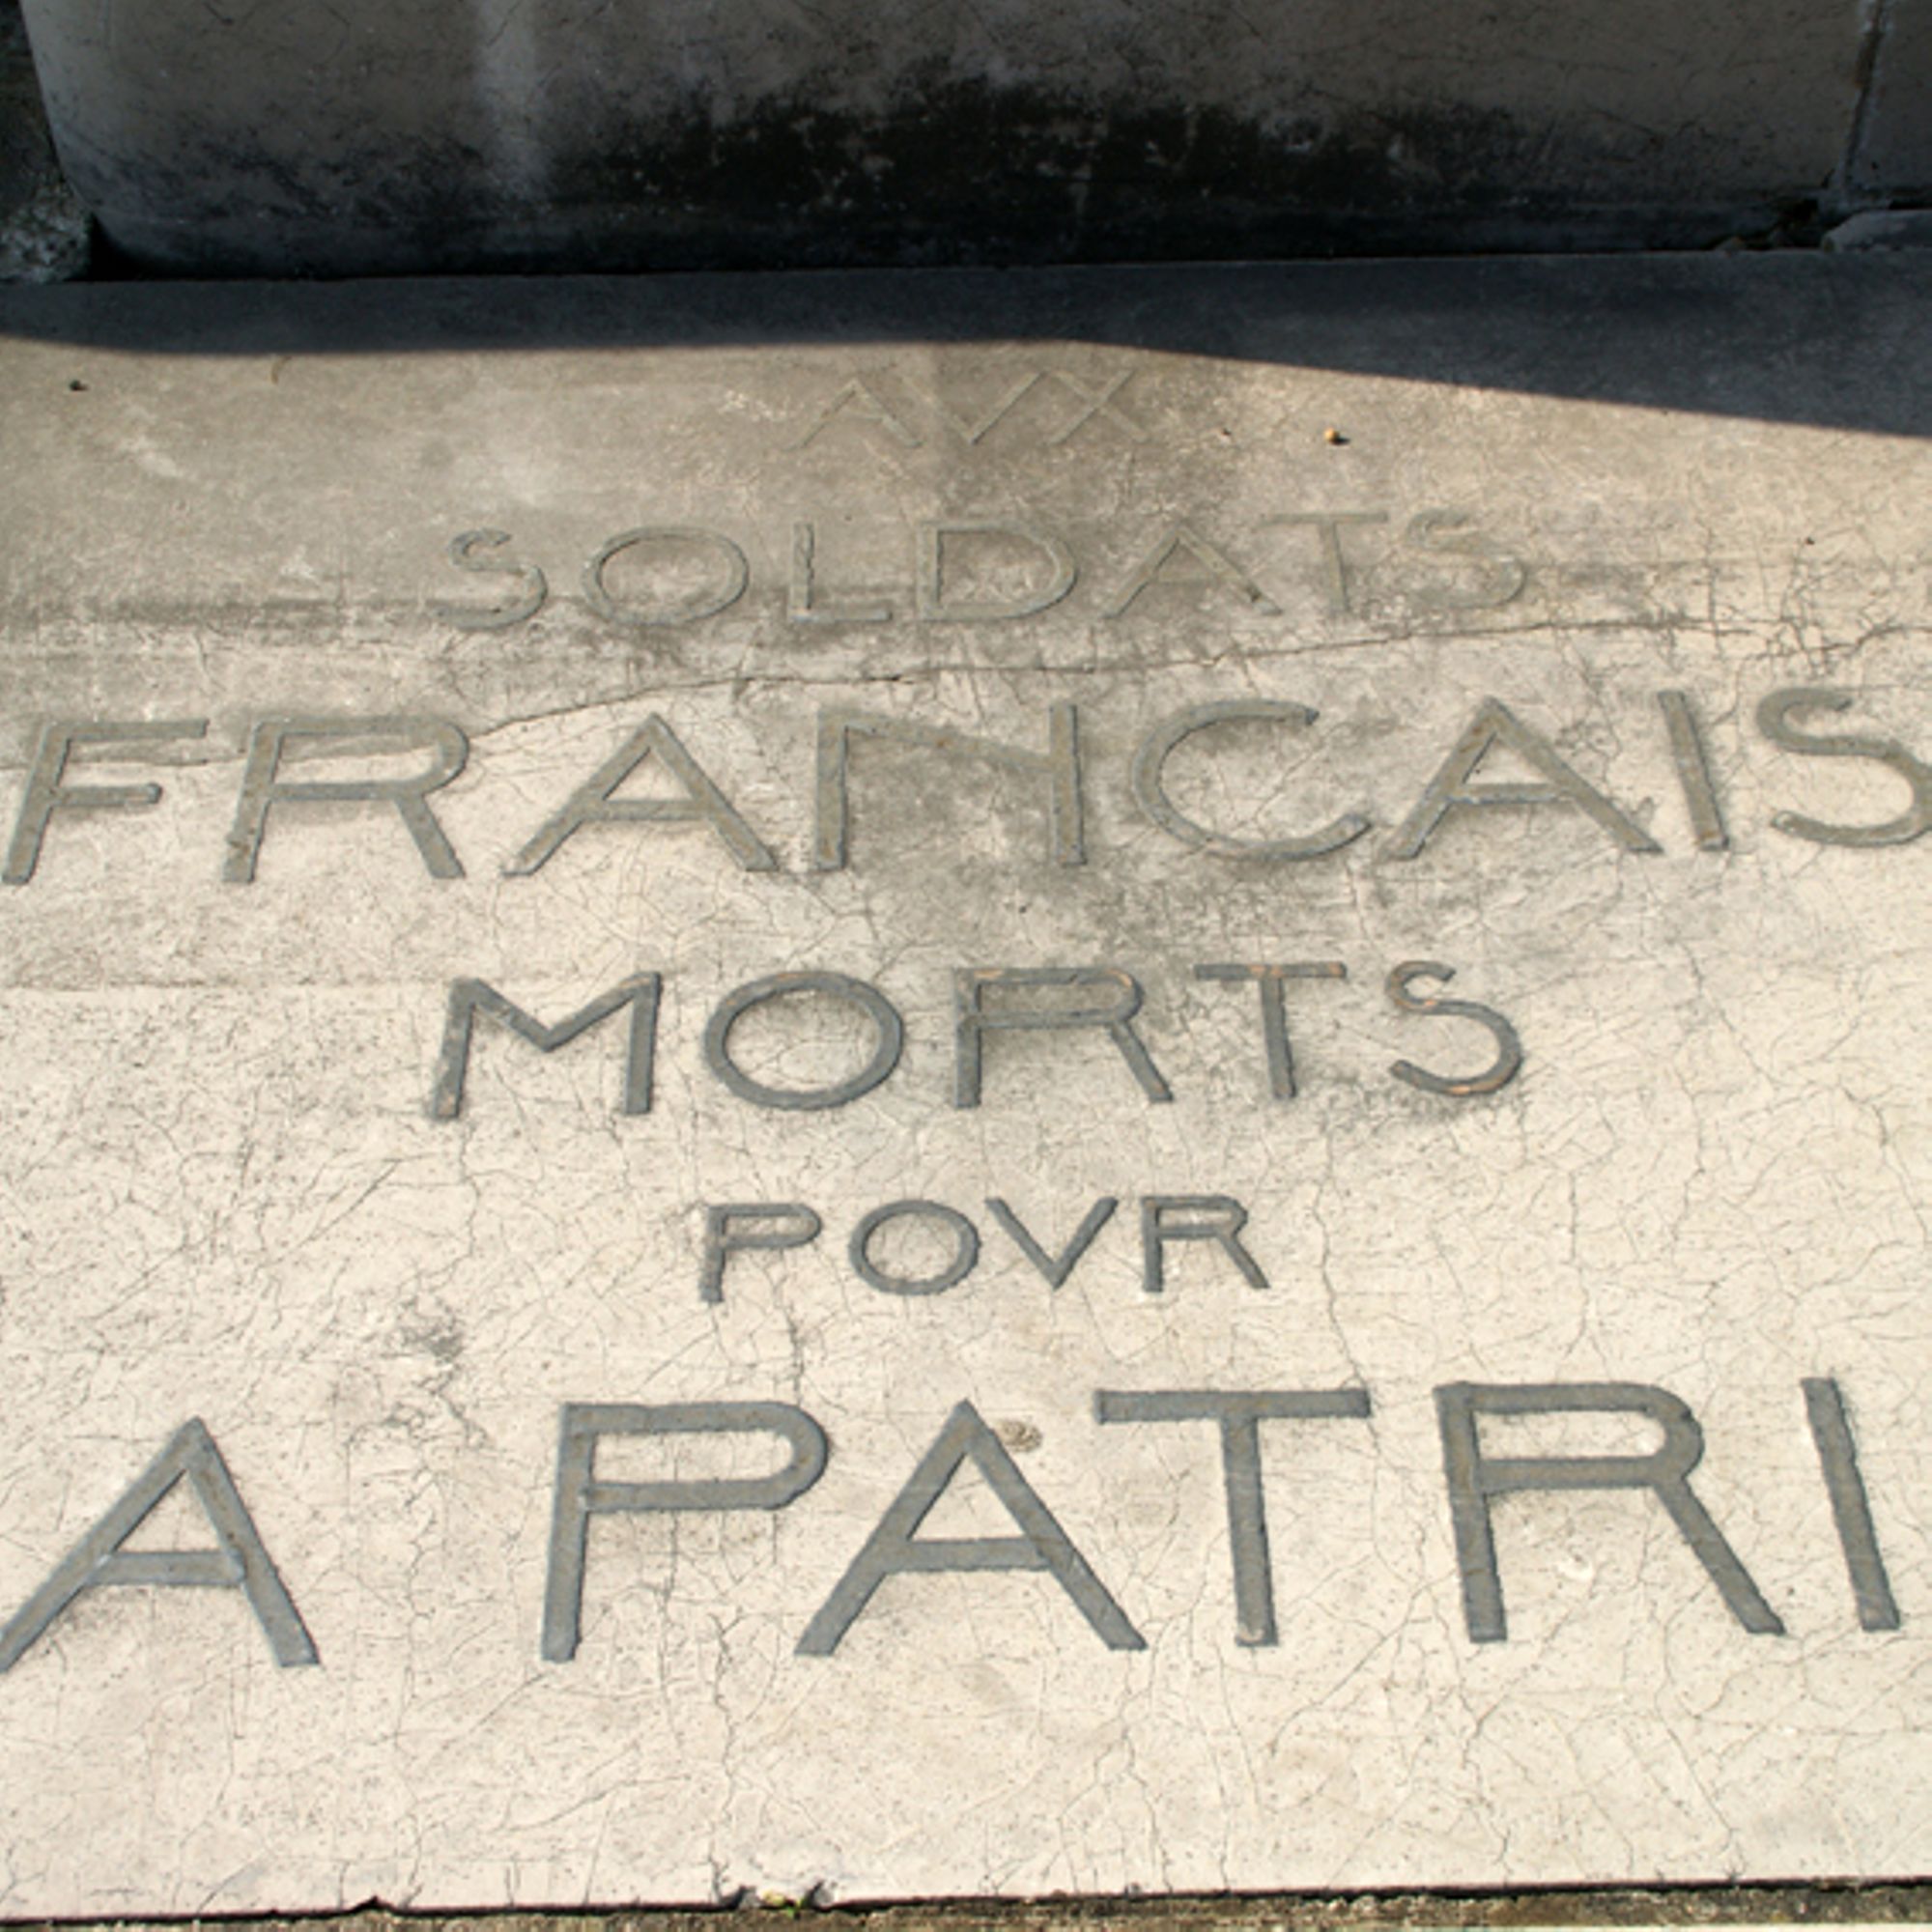 AVX
SOLDATS
FRANCAIS
MORTS
POVR
A PATRI